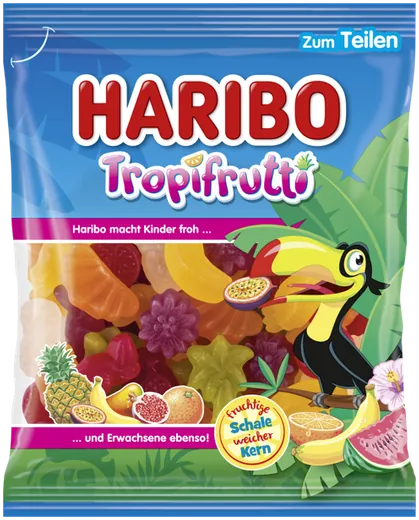 Zum Teilen
HARIBO
Tropifrutti
Haribo macht Kinder froh ...
... und Erwachsene ebenso!
fruchtige
Schale
weicher
Kern